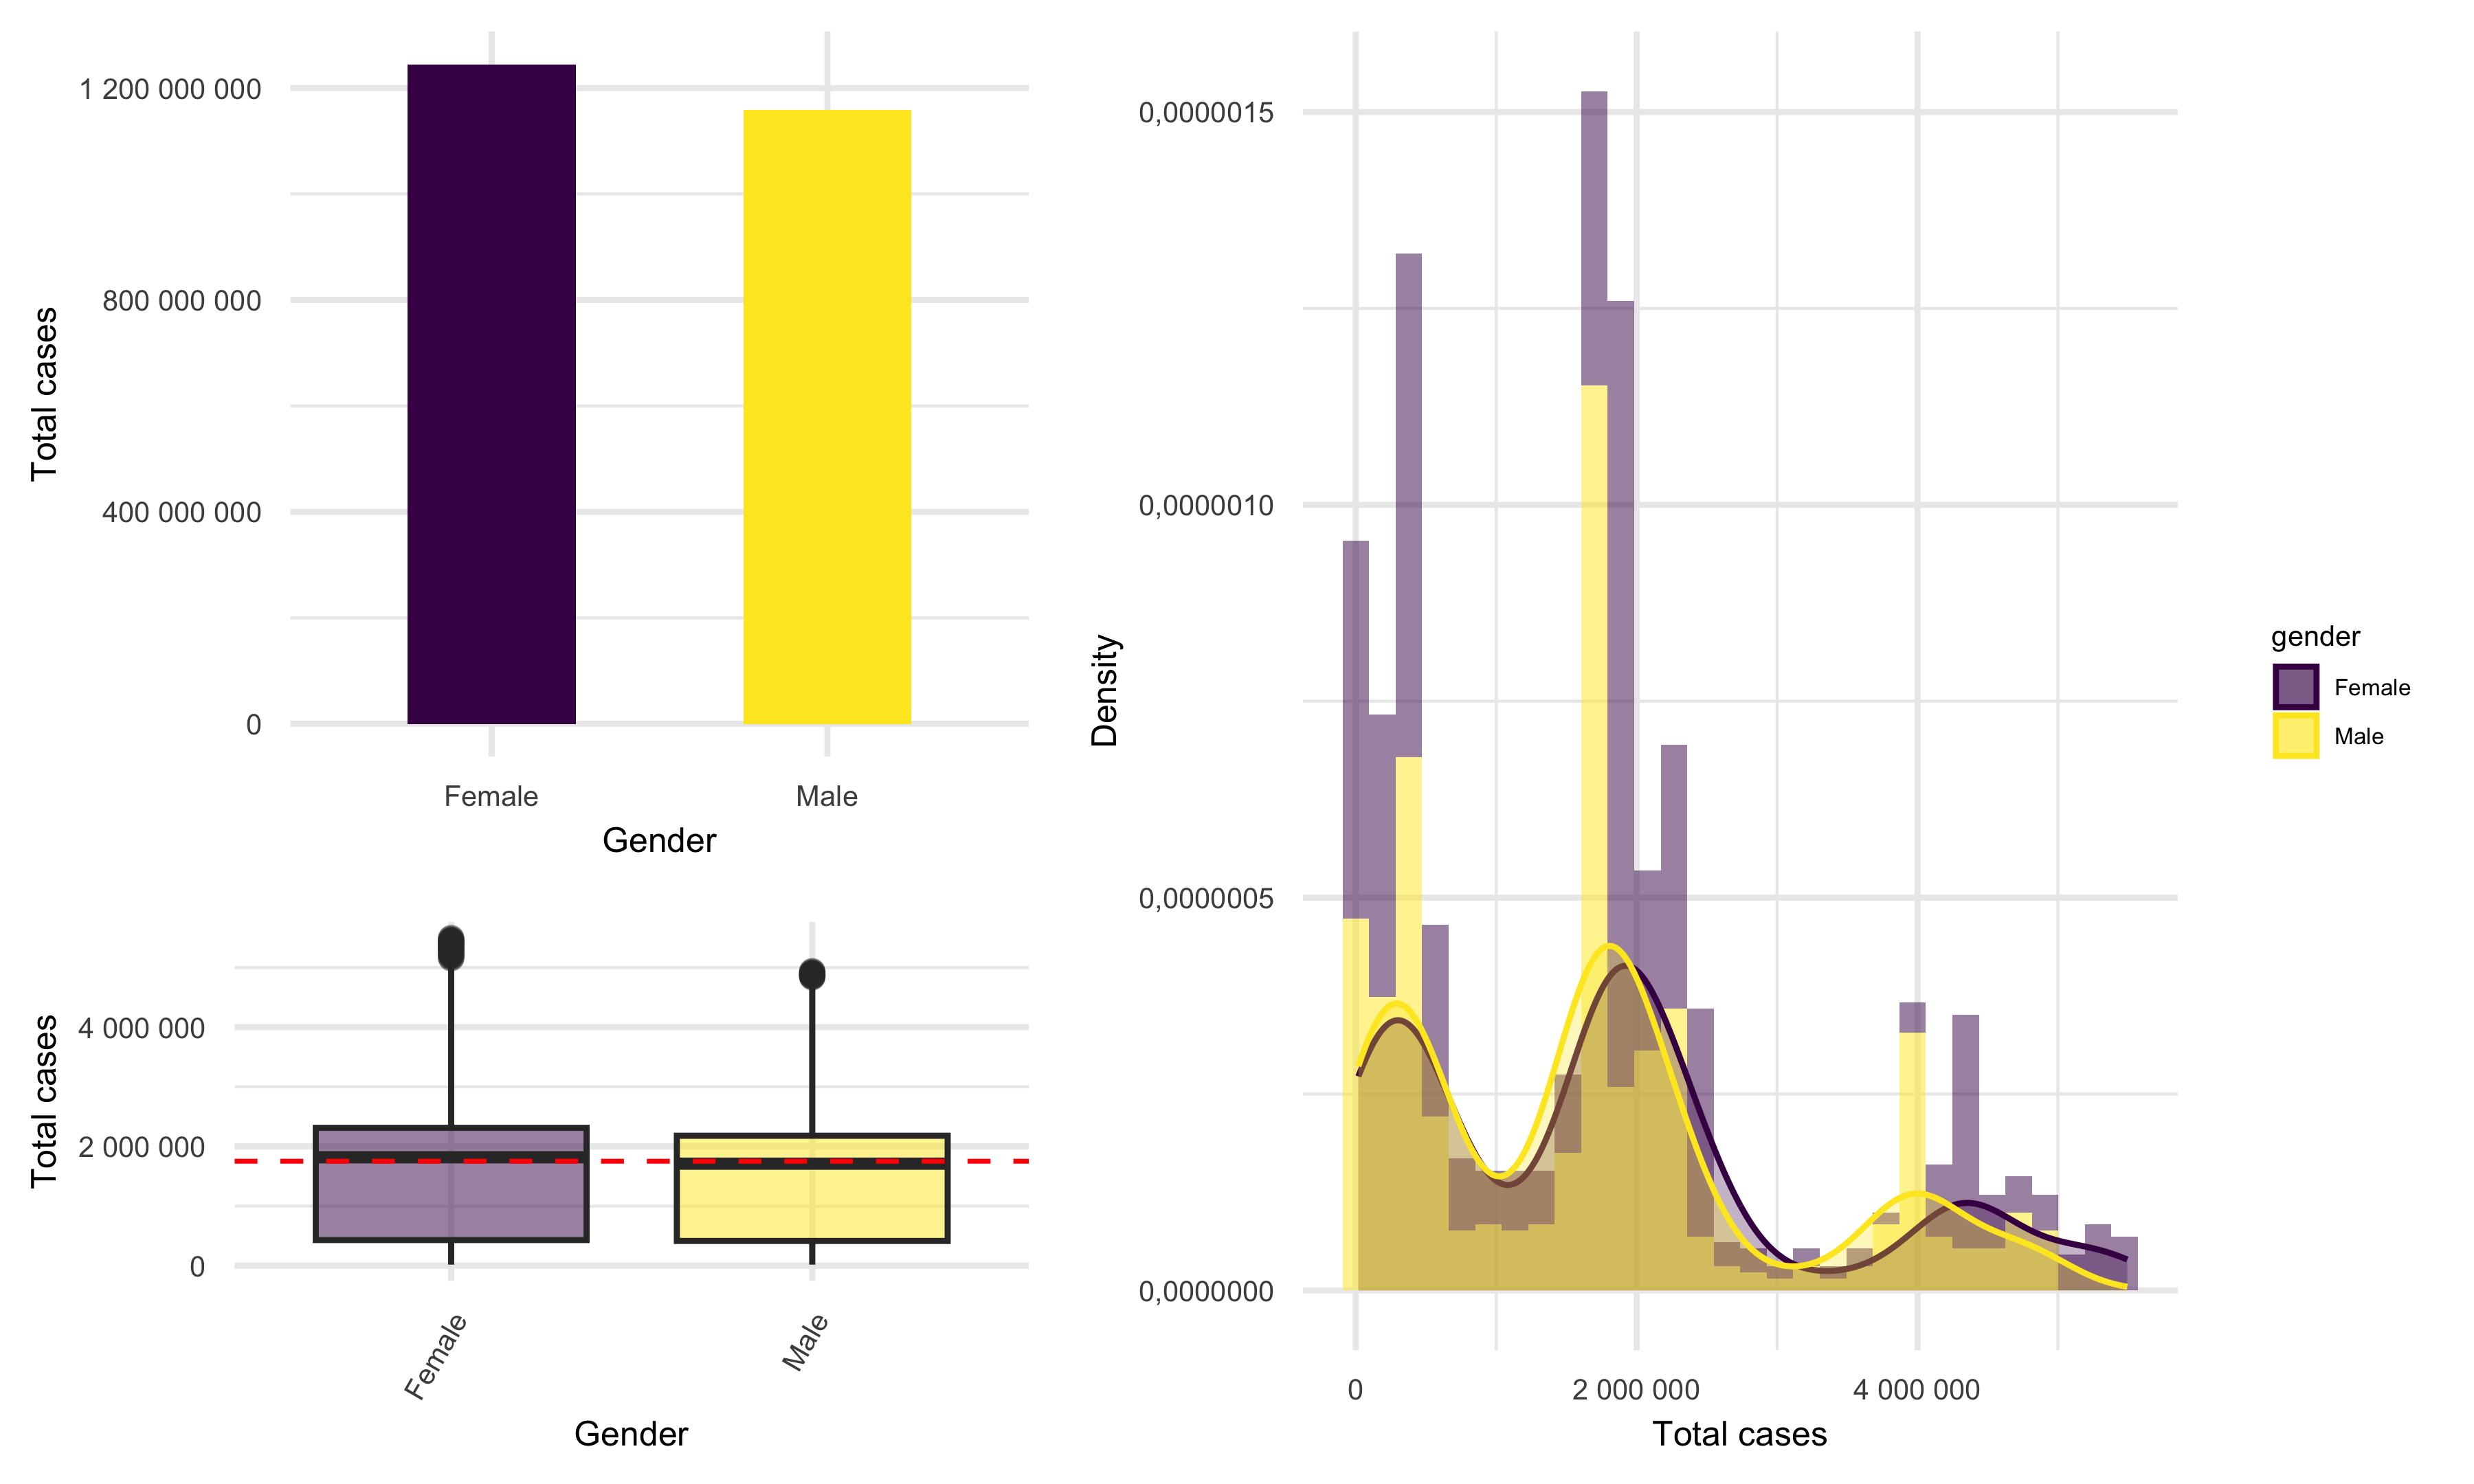 Total cases
1 200 000 000
800 000 000
400 000 000
0
Female Male
Gender
Total cases
4 000 000
2 000 000
0
Female Male
Gender
Density
0,0000015
0,0000010
0,0000005
0,0000000
0 2 000 000 4 000 000
Total cases
gender
Female
Male